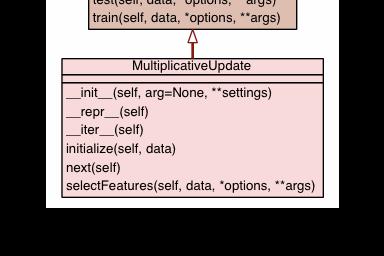 test(self, data, *options, **args)
train(self, data, *options, **args)
MultiplicativeUpdate
__init__(self, arg=None, **settings)
__repr__(self)
__iter__(self)
initialize(self, data)
next(self)
selectFeatures(self, data, *options, **args)